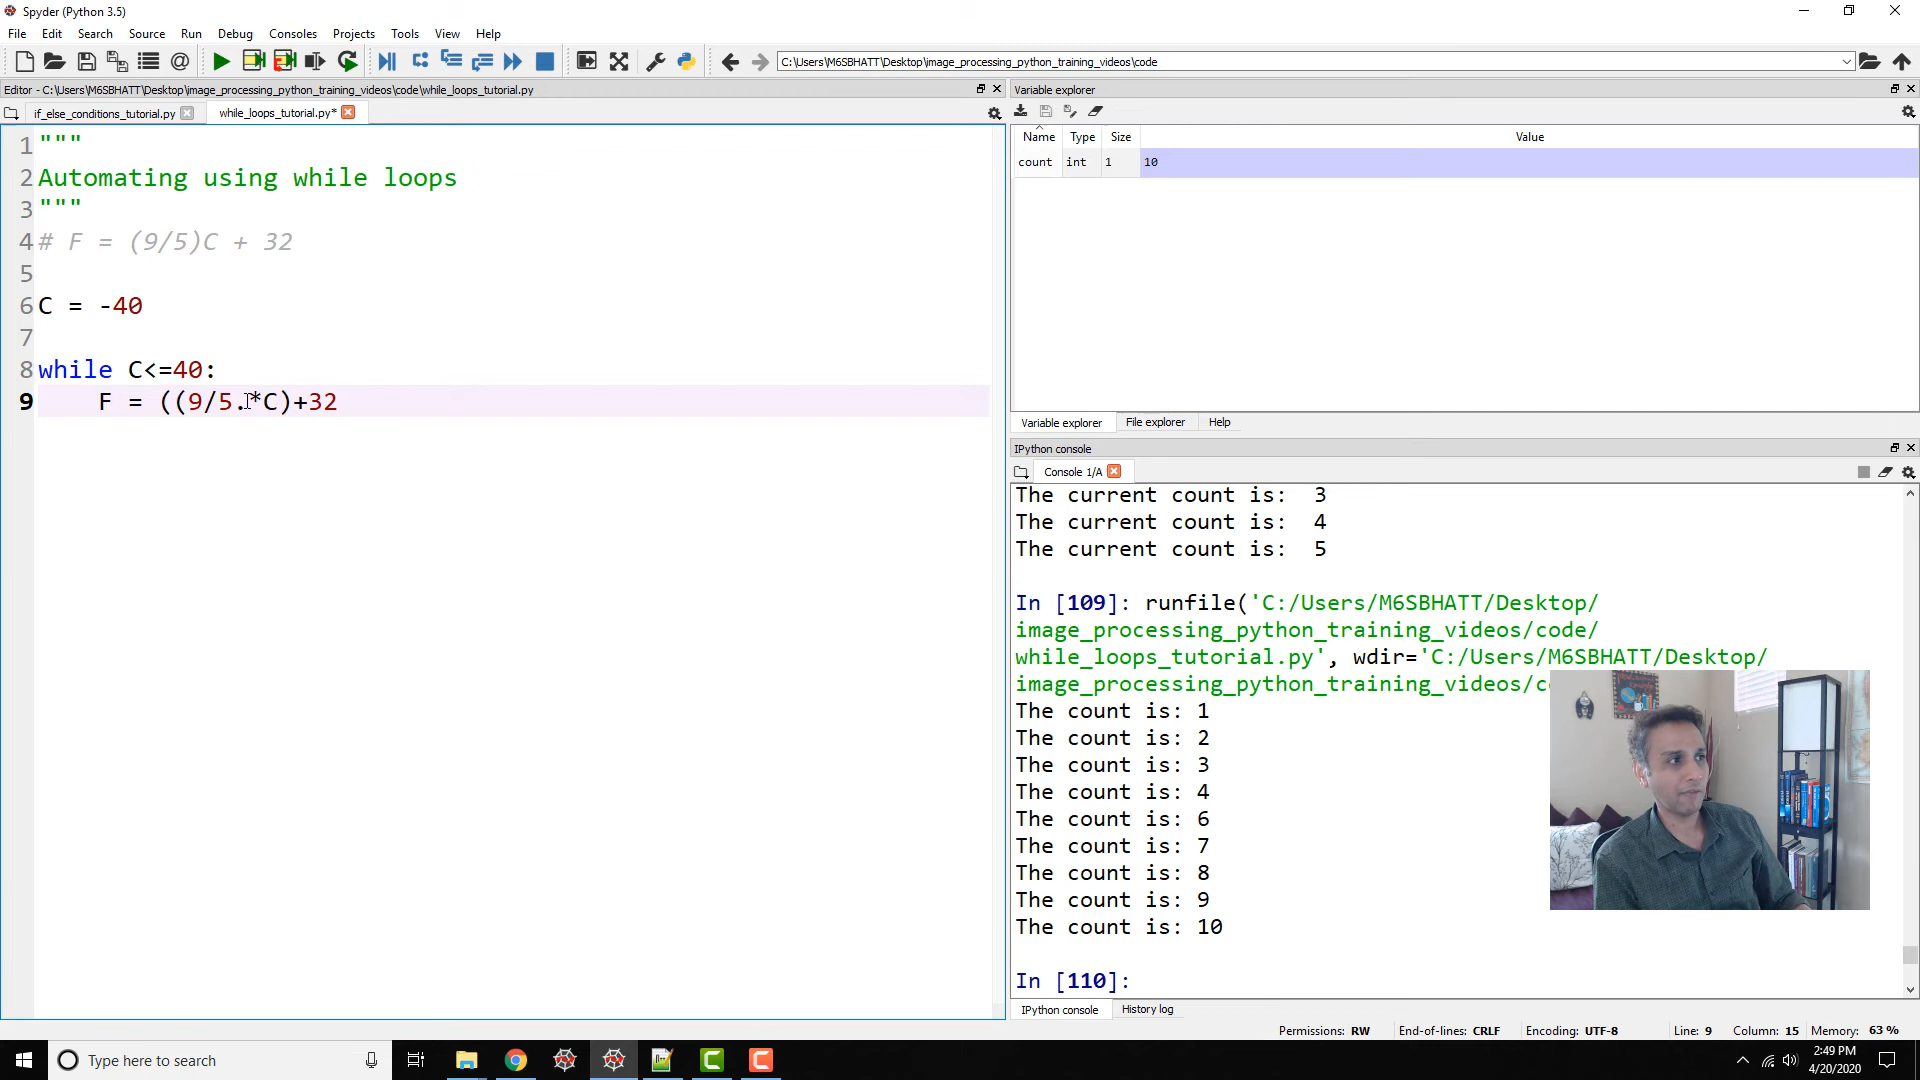 Spyder (Python 3.5)
File Edit Search Source Run Debug Consoles Projects Tools View Help
C:\Users\M6SBHATT\Desktop\image_processing_python_training_videos\code
Editor - C:\Users\M6SBHATT\Desktop\image_processing_python_training_videos\code\while_loops_tutorial.py
if_else_conditions_tutorial.py while_loops_tutorial.py*
1 """
2 Automating using while loops
3 """
4 # F = (9/5)C + 32
5
6 C = -40
7
8 while C<=40:
9 F = ((9/5.*C)+32
Variable explorer
Name Type Size Value
count int 1 10
Variable explorer File explorer Help
IPython console
Console 1/A
The current count is: 3
The current count is: 4
The current count is: 5
In [109]: runfile('C:/Users/M6SBHATT/Desktop/
image_processing_python_training_videos/code/
while_loops_tutorial.py', wdir='C:/Users/M6SBHATT/Desktop/
image_processing_python_training_videos/c
The count is: 1
The count is: 2
The count is: 3
The count is: 4
The count is: 6
The count is: 7
The count is: 8
The count is: 9
The count is: 10
In [110]:
IPython console History log
Permissions: RW End-of-lines: CRLF Encoding: UTF-8 Line: 9 Column: 15 Memory: 63 %
Type here to search
2:49 PM
4/20/2020